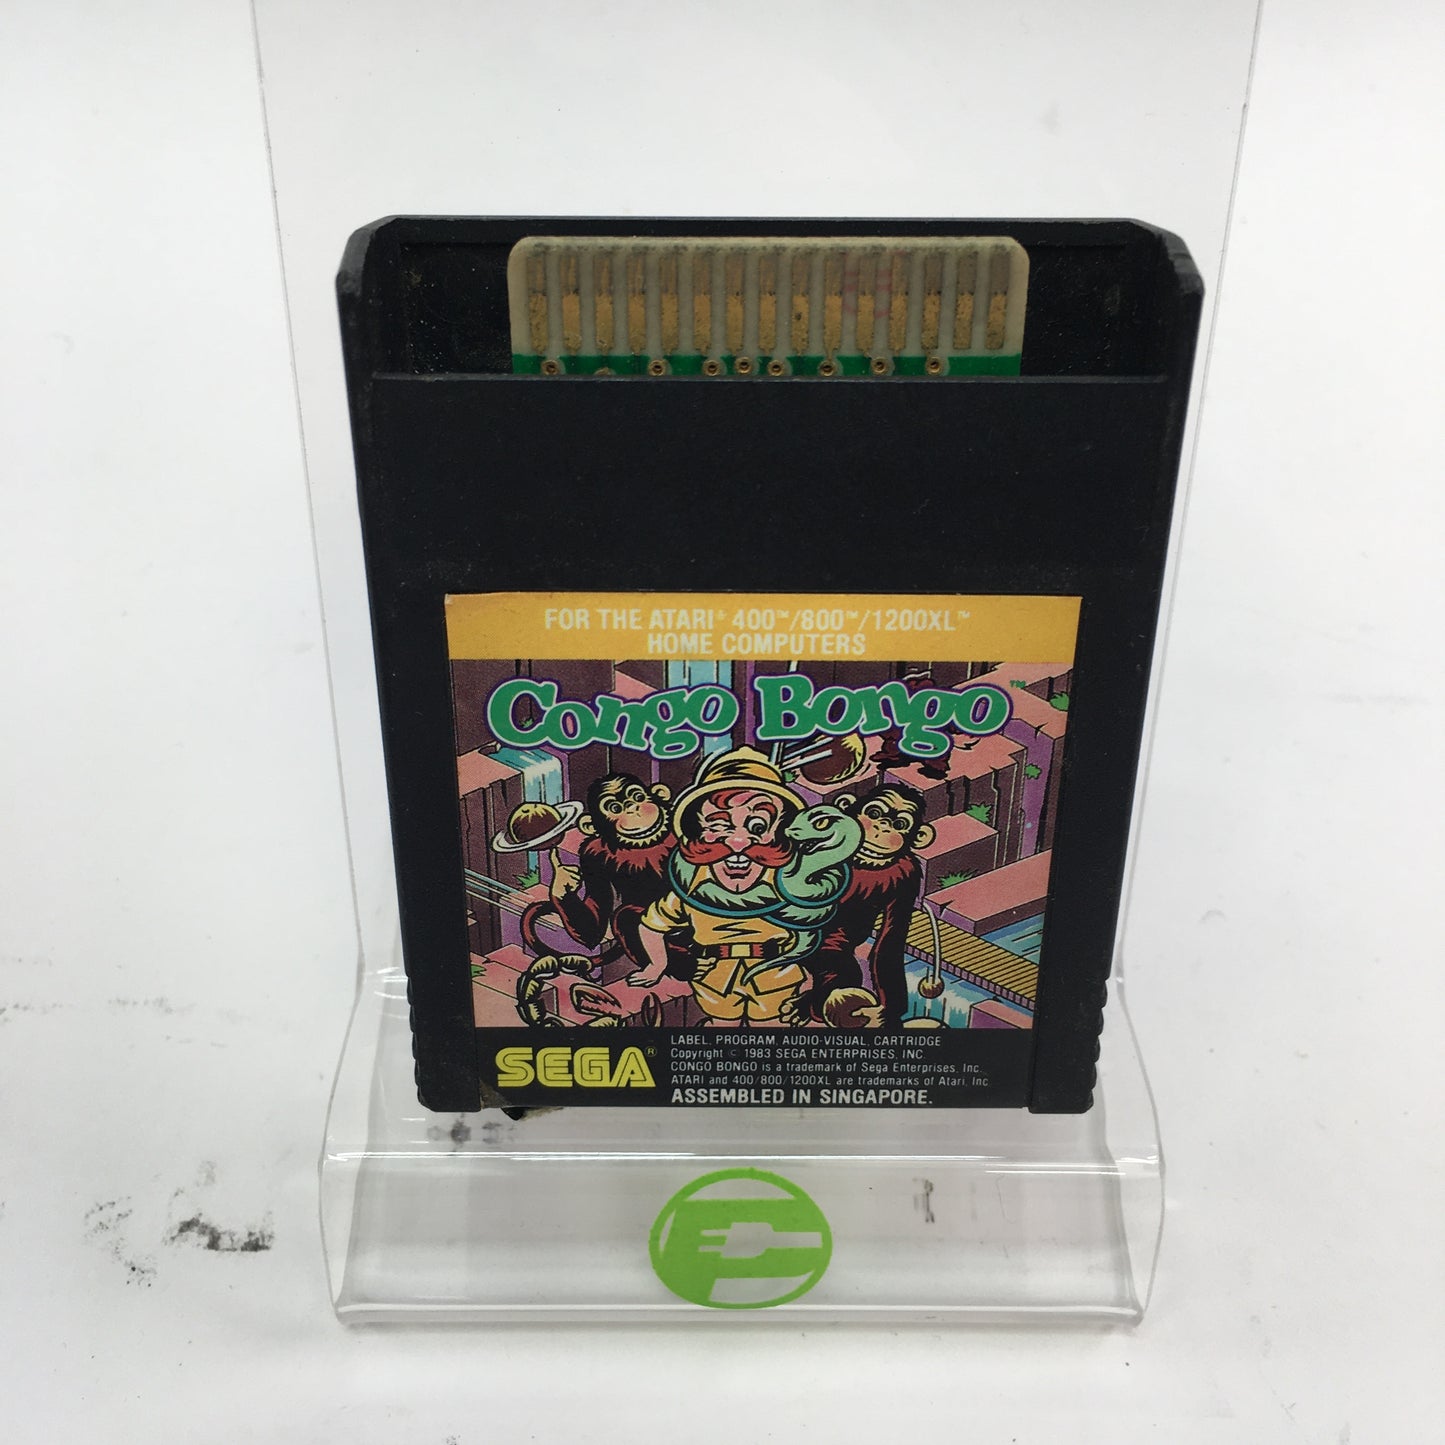 FOR THE ATARI® 400™/800™/1200XL™
HOME COMPUTERS
Congo Bongo™
SEGA®
LABEL, PROGRAM, AUDIO-VISUAL, CARTRIDGE
Copyright © 1983 SEGA ENTERPRISES, INC.
CONGO BONGO is a trademark of Sega Enterprises, Inc.,
ATARI and 400/800/1200XL are trademarks of Atari, Inc
ASSEMBLED IN SINGAPORE.